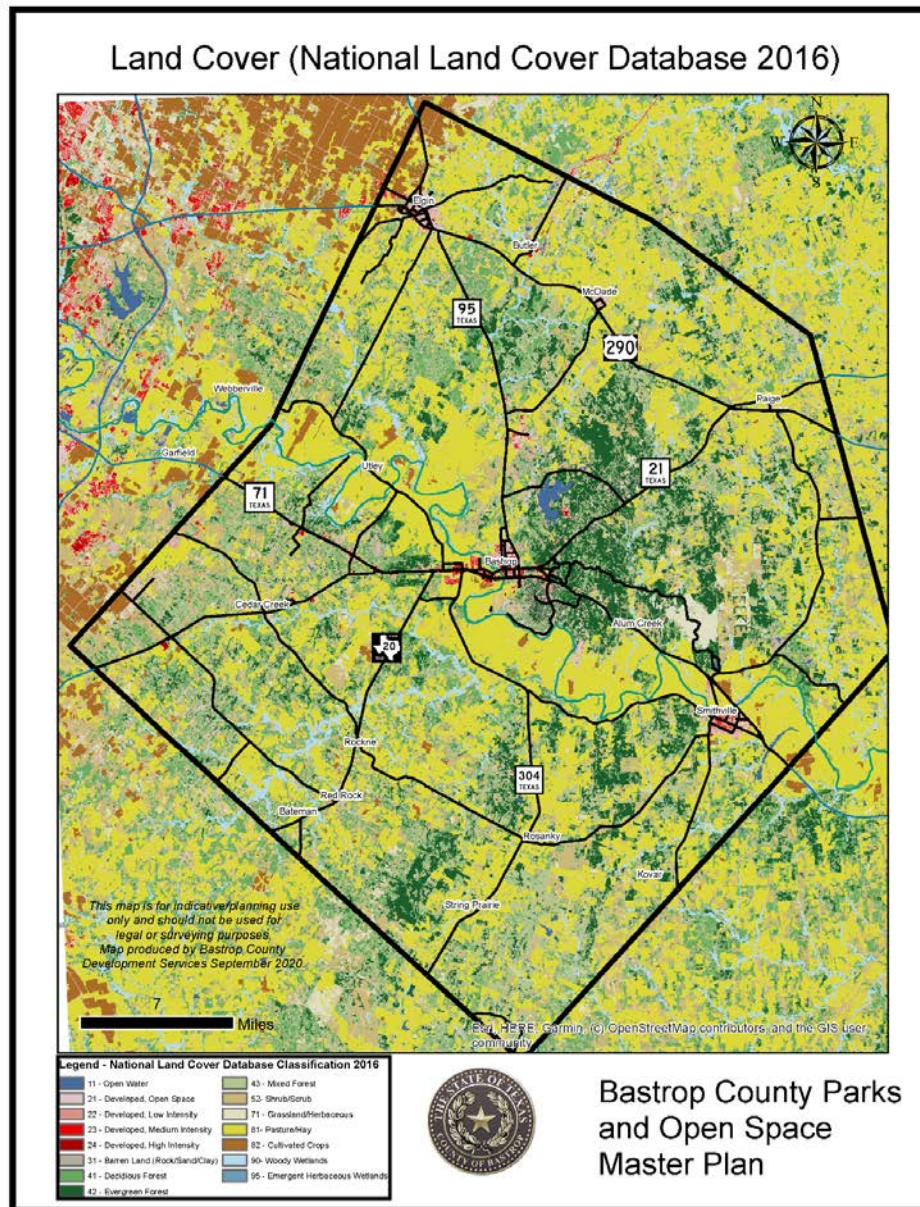 Land Cover (National Land Cover Database 2016)
N
W E
S
Elgin
Butler
95
TEXAS
McDade
290
Webberville
Raige
Garfield
Utley
21
TEXAS
71
TEXAS
Bastrop
Cedar Creek
Alum Creek
20
Smithville
Rockne
304
TEXAS
Red Rock
Bateman
Rosanky
Kovar
String Prairie
This map is for indicative/planning use
only and should not be used for
legal or surveying purposes.
Map produced by Bastrop County
Development Services September 2020.
7
Miles
Esri, HERE, Garmin, (c) OpenStreetMap contributors, and the GIS user
community
Legend - National Land Cover Database Classification 2016
11 - Open Water
21 - Developed, Open Space
22 - Developed, Low Intensity
23 - Developed, Medium Intensity
24 - Developed, High Intensity
31 - Barren Land (Rock/Sand/Clay)
41 - Decidious Forest
42 - Evergreen Forest
43 - Mixed Forest
52- Shrub/Scrub
71 - Grassland/Herbaceous
81- Pasture/Hay
82 - Cultivated Crops
90- Woody Wetlands
95 - Emergent Herbaceous Wetlands
THE STATE OF TEXAS
COUNTY OF BASTROP
Bastrop County Parks
and Open Space
Master Plan